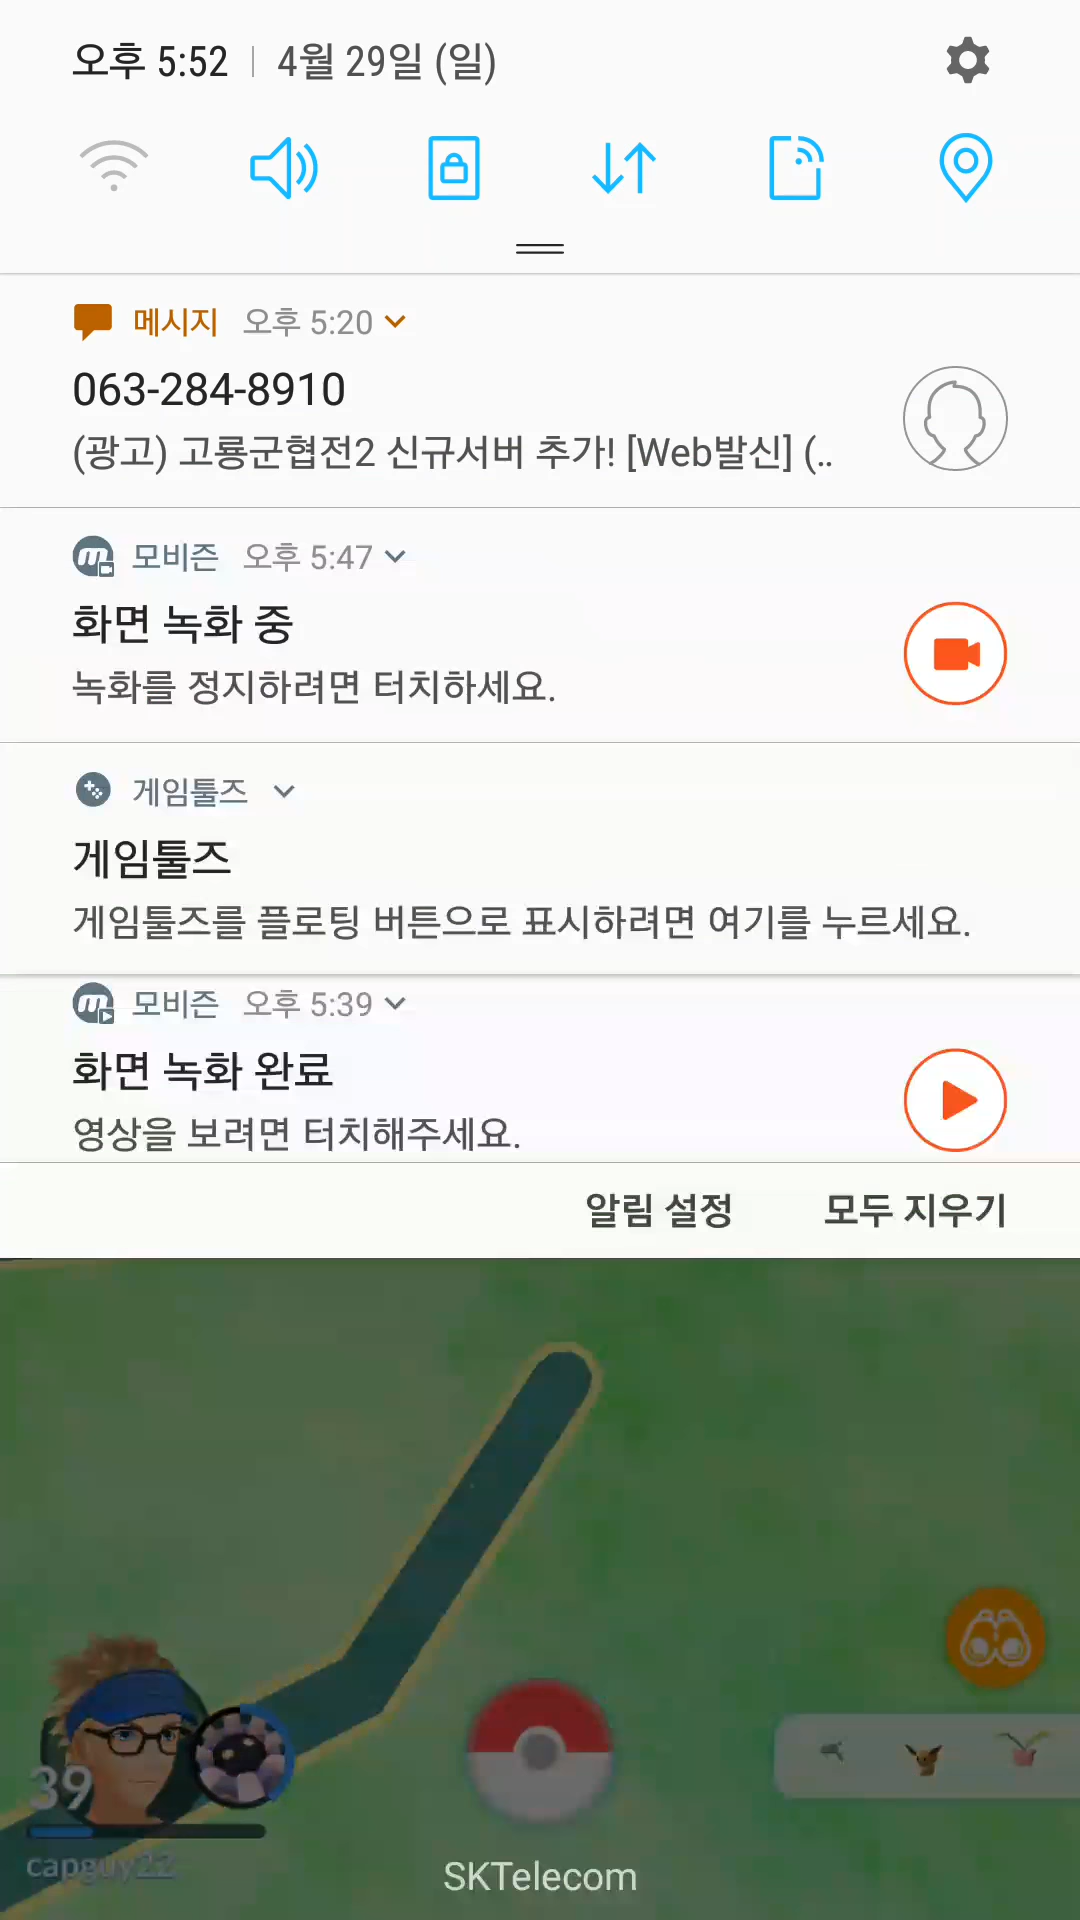 오후 5:52 | 4월 29일 (일)
메시지 오후 5:20
063-284-8910
(광고) 고룡군협전2 신규서버 추가! [Web발신] (..
모비즌 오후 5:47
화면 녹화 중
녹화를 정지하려면 터치하세요.
게임툴즈
게임툴즈
게임툴즈를 플로팅 버튼으로 표시하려면 여기를 누르세요.
모비즌 오후 5:39
화면 녹화 완료
영상을 보려면 터치해주세요.
알림 설정 모두 지우기
39
capguy22
SKTelecom